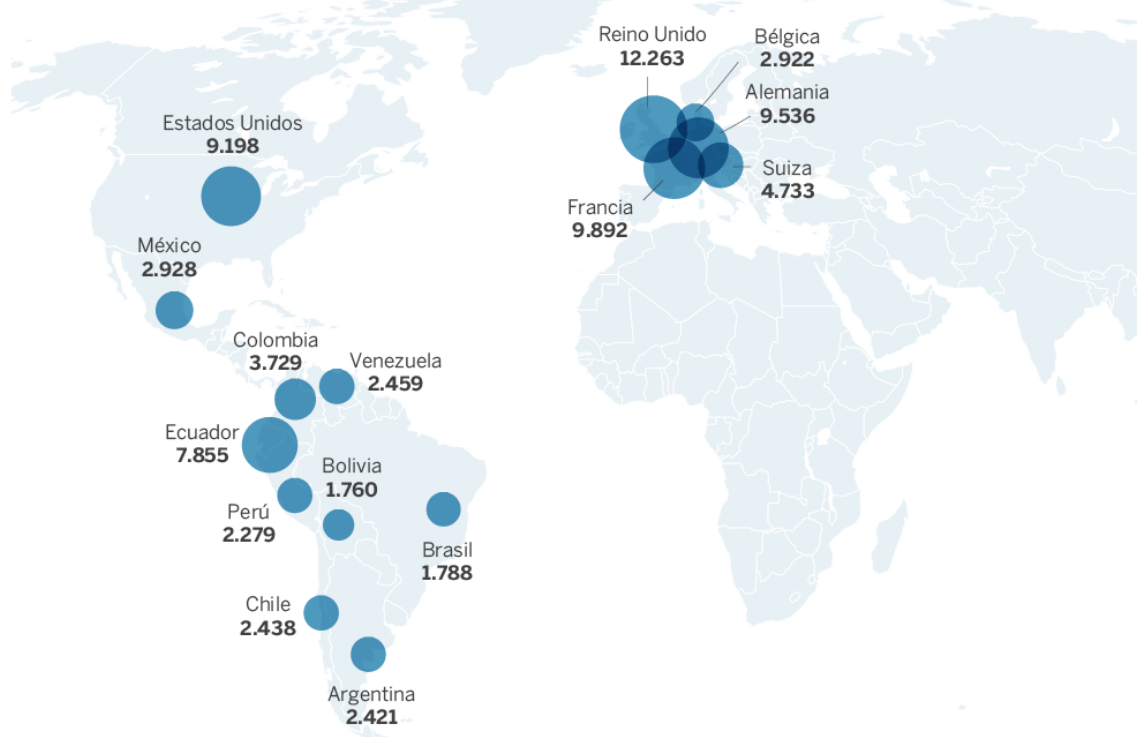 Reino Unido
12.263
Bélgica
2.922
Alemania
9.536
Suiza
4.733
Francia
9.892
Estados Unidos
9.198
México
2.928
Colombia
3.729
Venezuela
2.459
Ecuador
7.855
Bolivia
1.760
Perú
2.279
Brasil
1.788
Chile
2.438
Argentina
2.421